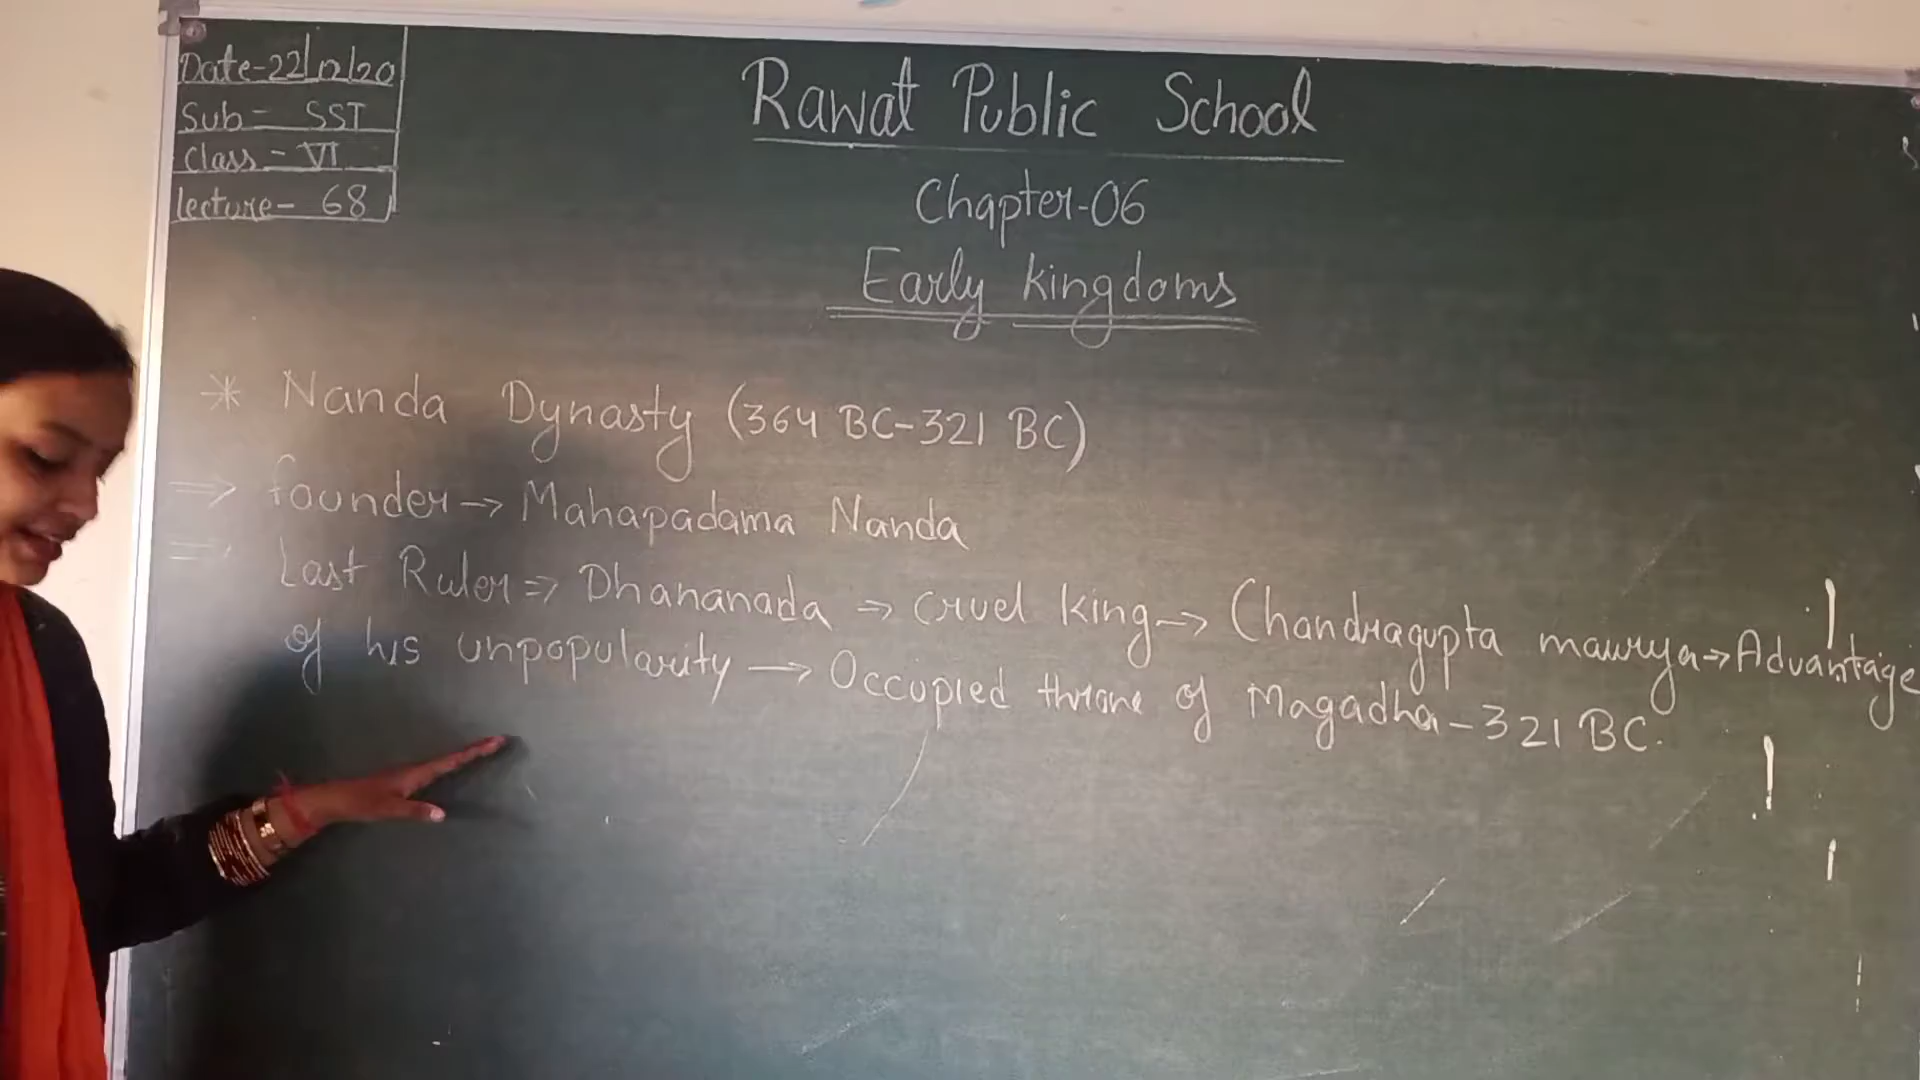 Date-22/12/20
Sub- SST
Class- VI
lecture- 68
Rawat Public School
Chapter-06
Early kingdoms
* Nanda Dynasty (364 BC-321 BC)
⇒ founder→ Mahapadama Nanda
⇒ Last Ruler⇒ Dhananada → cruel king→ Chandragupta maurya→Advantage
of his unpopularity → Occupied throne of Magadha-321 BC.